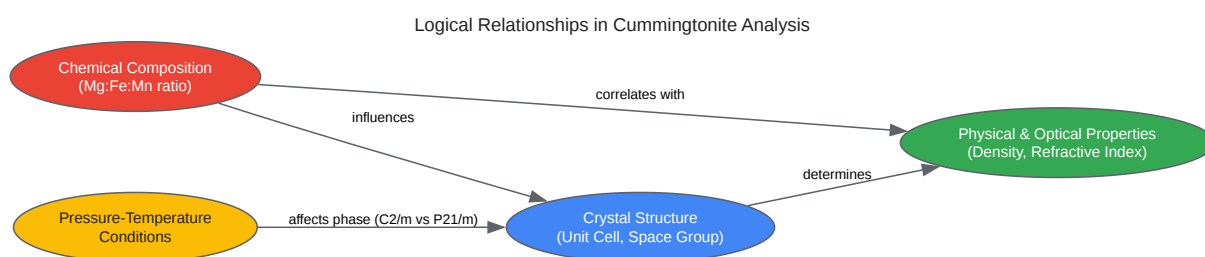 Logical Relationships in Cummingtonite Analysis
Chemical Composition
(Mg:Fe:Mn ratio)
correlates with
influences
Physical & Optical Properties
(Density, Refractive Index)
determines
Pressure-Temperature
Conditions
affects phase (C2/m vs P21/m)
Crystal Structure
(Unit Cell, Space Group)